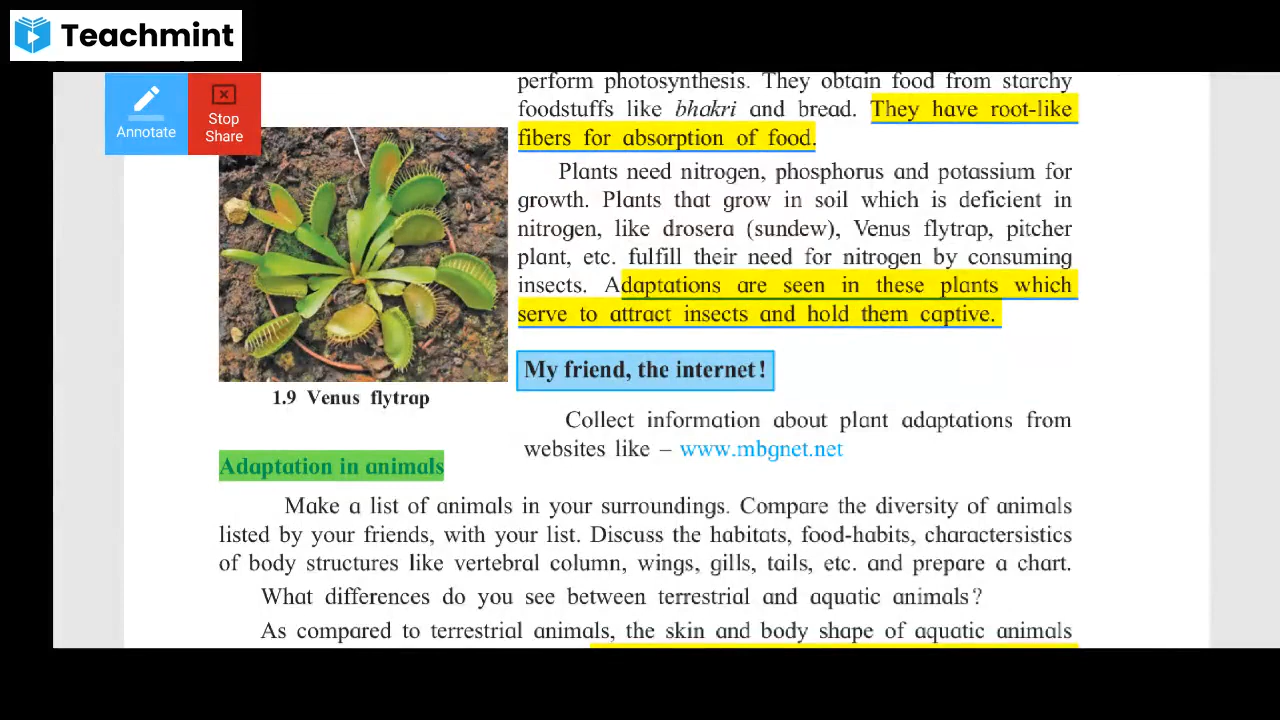 Teachmint
Annotate
Stop
Share
perform photosynthesis. They obtain food from starchy
foodstuffs like bhakri and bread. They have root-like
fibers for absorption of food.
Plants need nitrogen, phosphorus and potassium for
growth. Plants that grow in soil which is deficient in
nitrogen, like drosera (sundew), Venus flytrap, pitcher
plant, etc. fulfill their need for nitrogen by consuming
insects. Adaptations are seen in these plants which
serve to attract insects and hold them captive.
My friend, the internet!
1.9 Venus flytrap
Collect information about plant adaptations from
websites like – www.mbgnet.net
Adaptation in animals
Make a list of animals in your surroundings. Compare the diversity of animals
listed by your friends, with your list. Discuss the habitats, food-habits, charactersistics
of body structures like vertebral column, wings, gills, tails, etc. and prepare a chart.
What differences do you see between terrestrial and aquatic animals?
As compared to terrestrial animals, the skin and body shape of aquatic animals